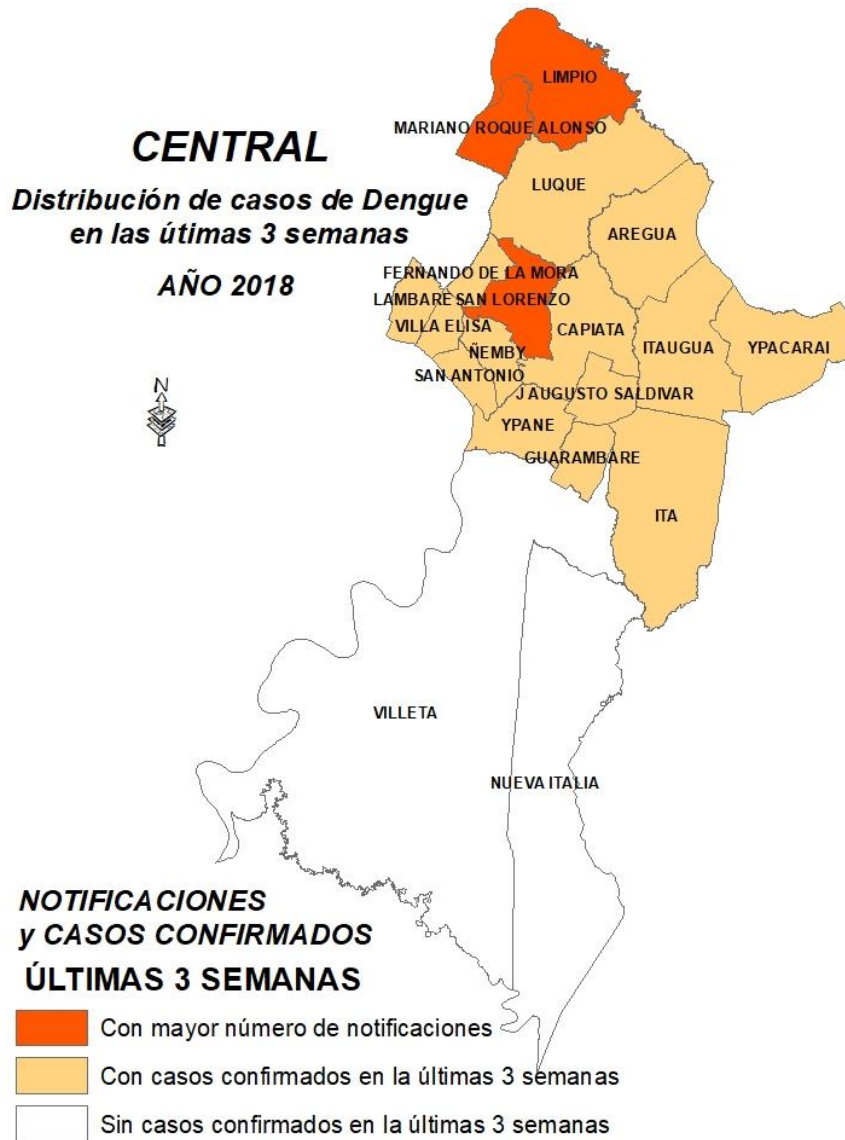 CENTRAL
Distribución de casos de Dengue
en las útimas 3 semanas
AÑO 2018
N
LIMPIO
MARIANO ROQUE ALONSO
LUQUE
AREGUA
FERNANDO DE LA MORA
LAMBARE
SAN LORENZO
VILLA ELISA
CAPIATA
ITAUGUA
YPACARAI
ÑEMBY
SAN ANTONIO
J AUGUSTO SALDIVAR
YPANE
GUARAMBARE
ITA
VILLETA
NUEVA ITALIA
NOTIFICACIONES
y CASOS CONFIRMADOS
ÚLTIMAS 3 SEMANAS
Con mayor número de notificaciones
Con casos confirmados en la últimas 3 semanas
Sin casos confirmados en la últimas 3 semanas